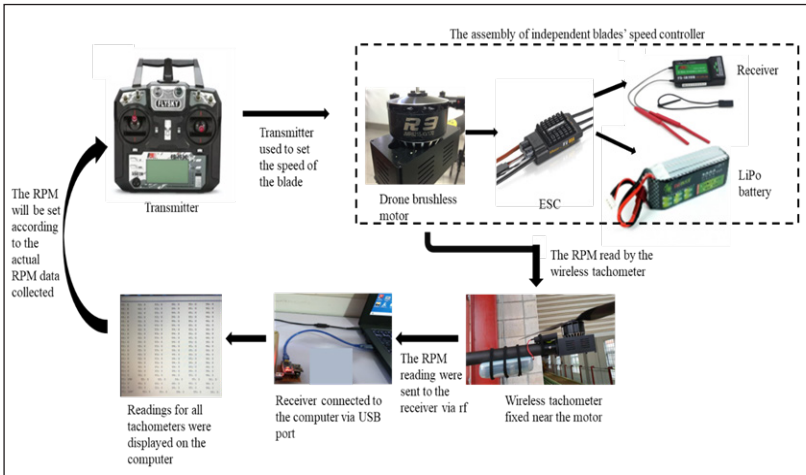 The assembly of independent blades' speed controller
FLYSKY
Transmitter
Transmitter
used to set
the speed of
the blade
R9
Drone brushless
motor
ESC
Receiver
LiPo
battery
The RPM
will be set
according to
the actual
RPM data
collected
The RPM read by the
wireless tachometer
Readings for all
tachometers were
displayed on the
computer
Receiver connected to
the computer via USB
port
The RPM
reading were
sent to the
receiver via rf
Wireless tachometer
fixed near the motor